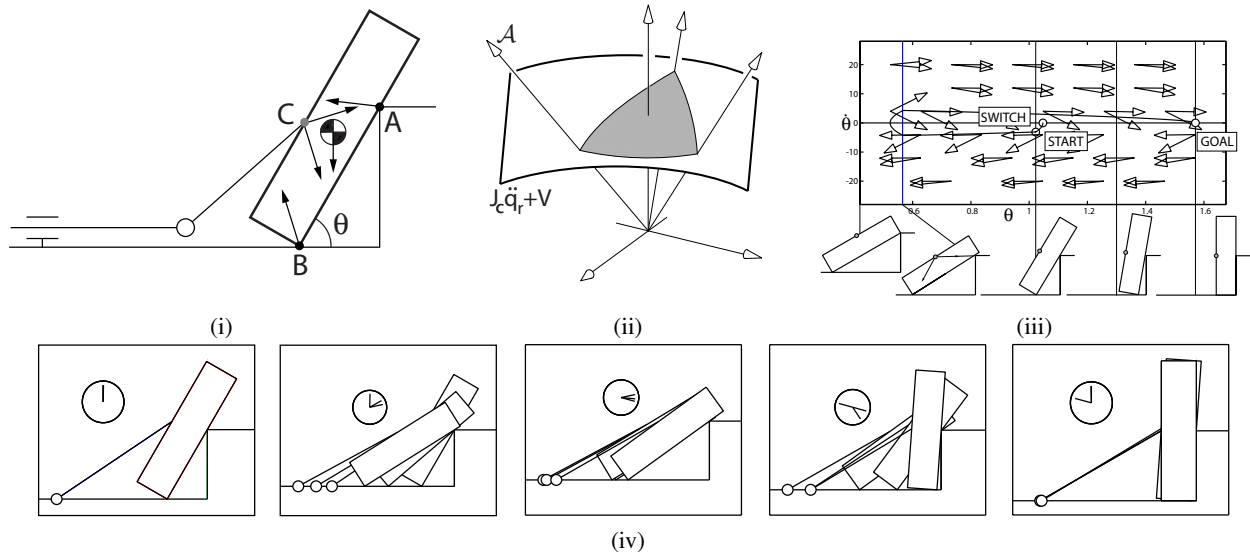 C
A
θ
B
(i)
𝒜
J_c q̈_r+V
(ii)
20
10
0
-10
-20
θ̇
SWITCH
START
GOAL
0.6
0.8
1
1.2
1.4
1.6
θ
(iii)
(iv)